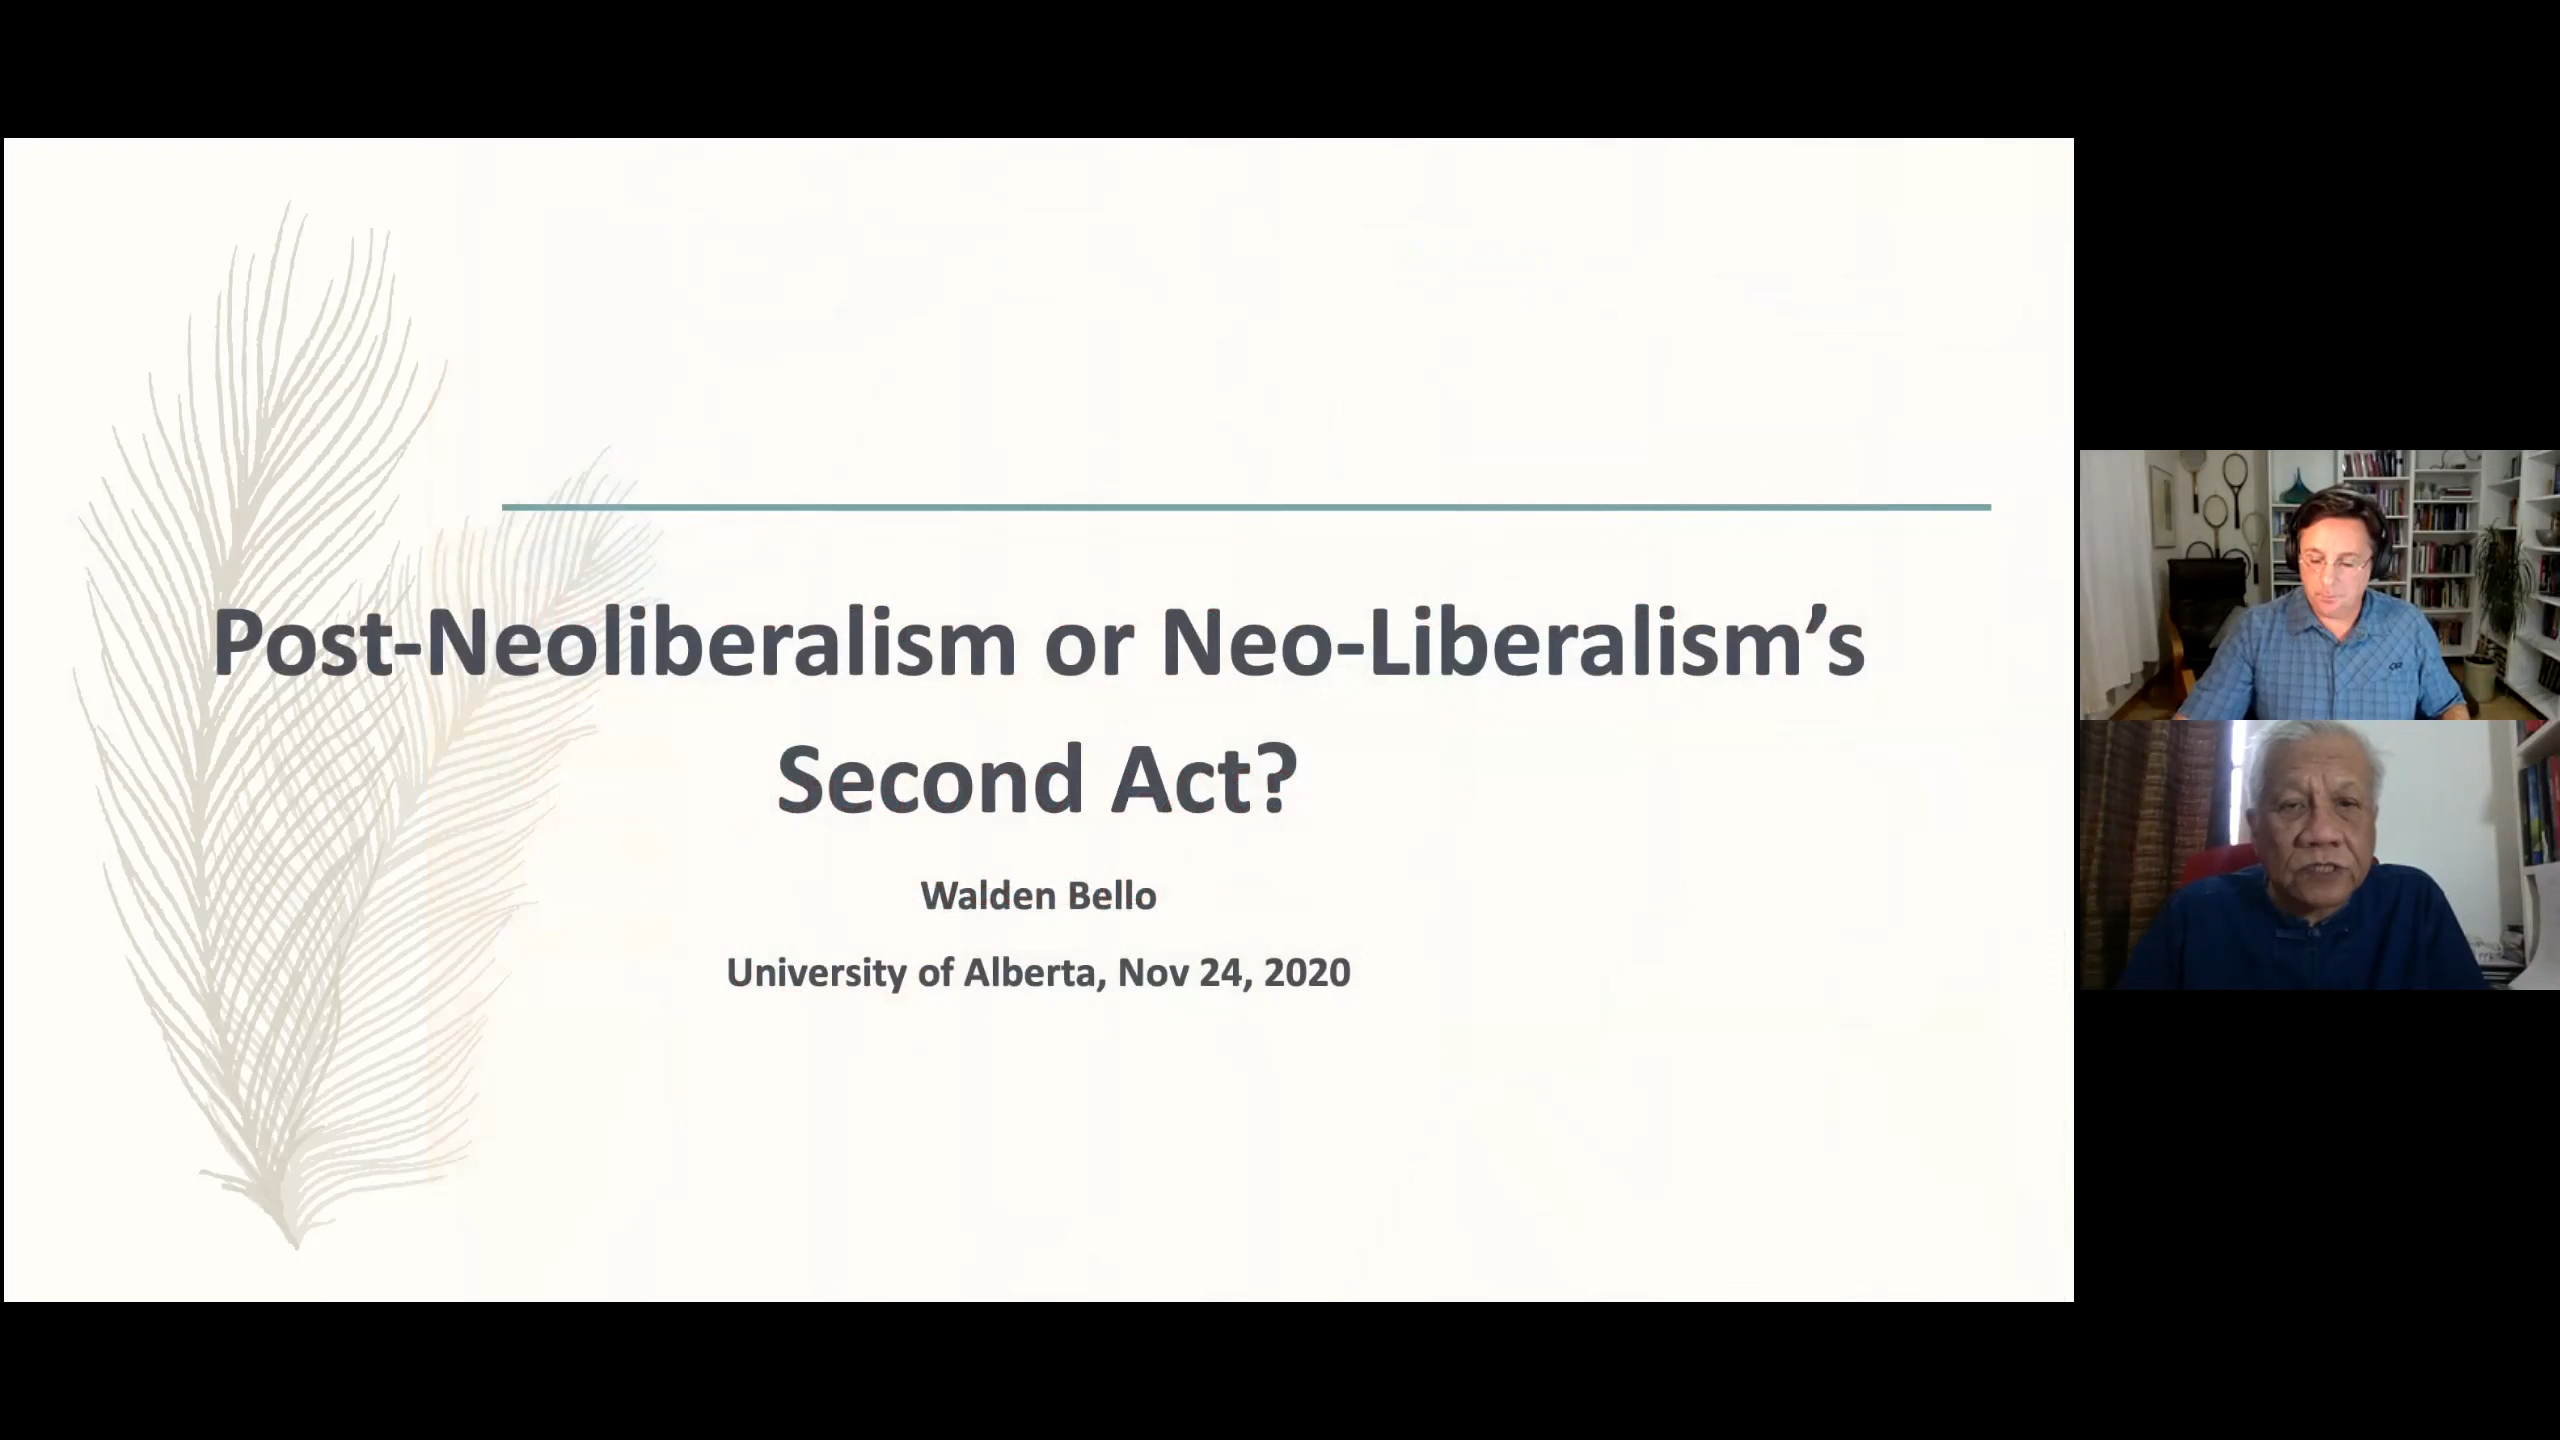 Post-Neoliberalism or Neo-Liberalism’s
Second Act?
Walden Bello
University of Alberta, Nov 24, 2020